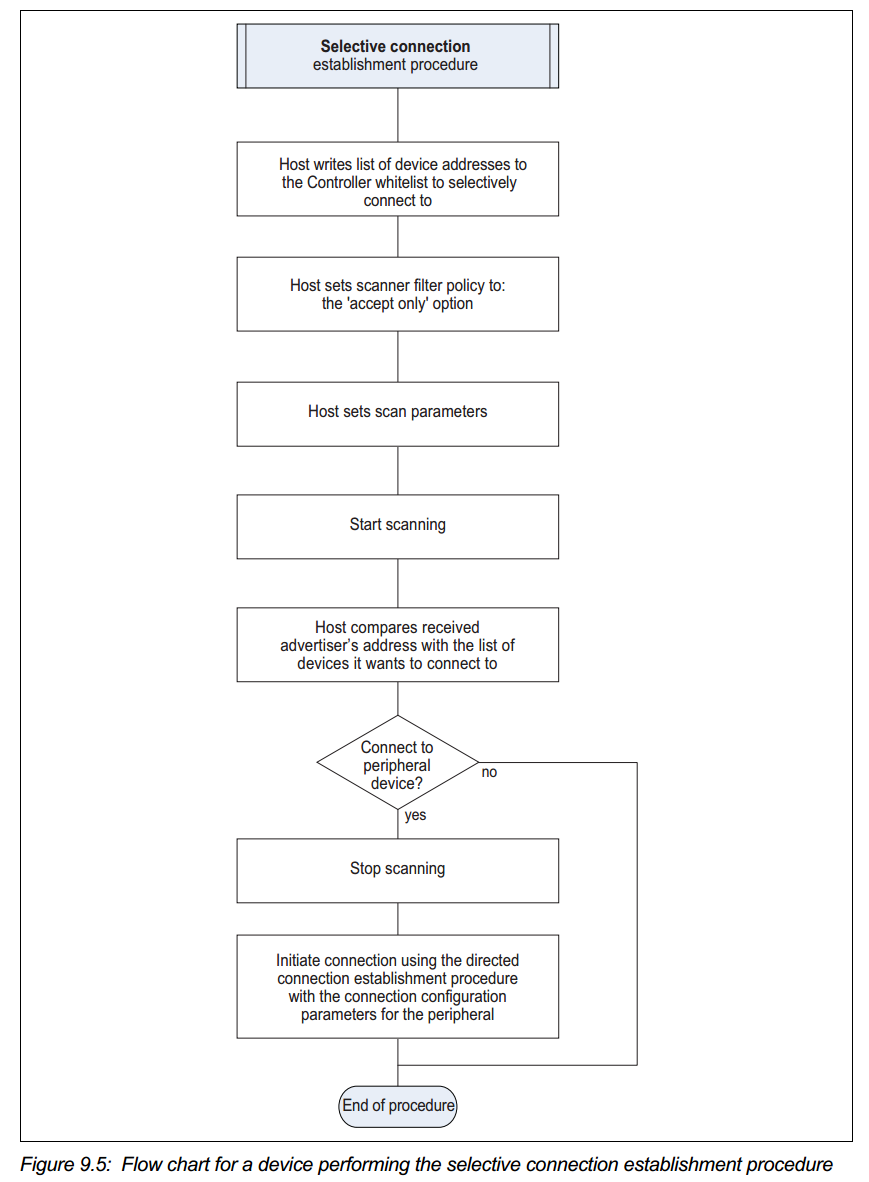 Selective connection
establishment procedure
Host writes list of device addresses to
the Controller whitelist to selectively
connect to
Host sets scanner filter policy to:
the 'accept only' option
Host sets scan parameters
Start scanning
Host compares received
advertiser’s address with the list of
devices it wants to connect to
Connect to
peripheral
device?
no
yes
Stop scanning
Initiate connection using the directed
connection establishment procedure
with the connection configuration
parameters for the peripheral
End of procedure
Figure 9.5: Flow chart for a device performing the selective connection establishment procedure